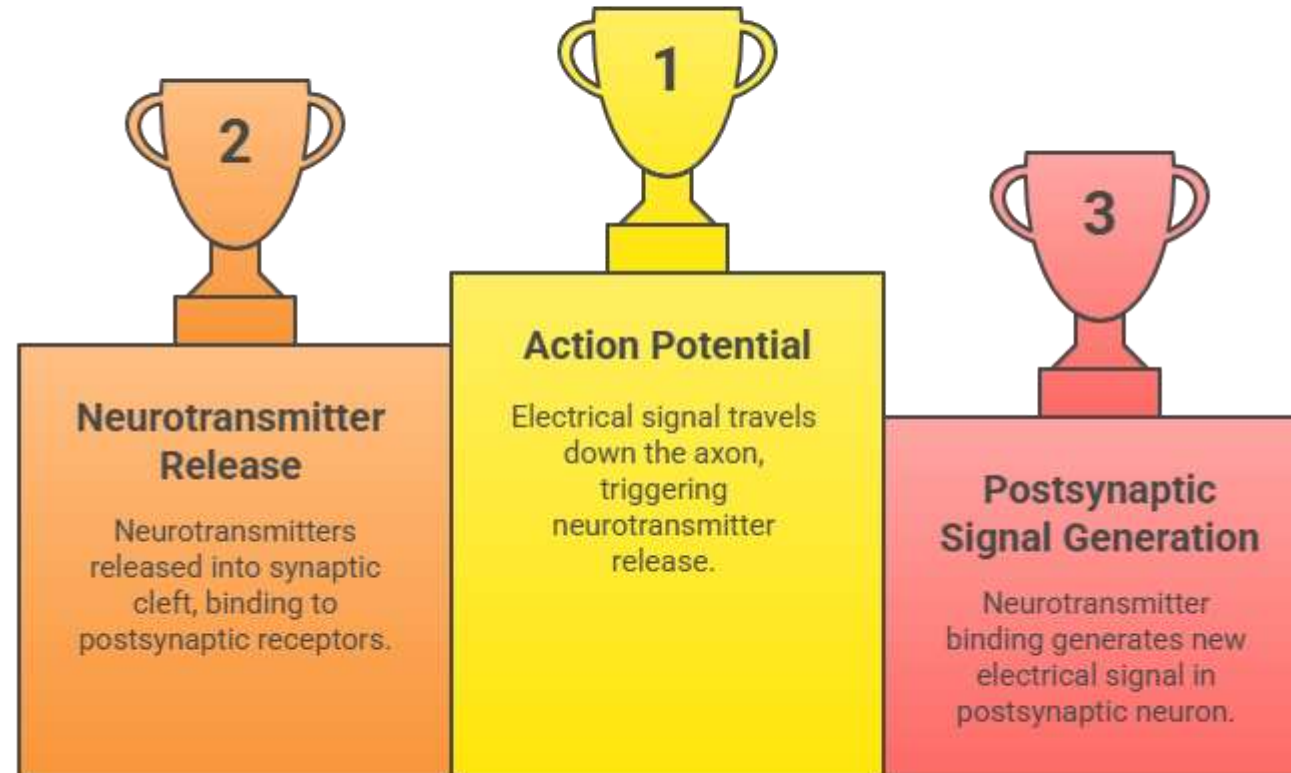 2
Neurotransmitter
Release
Neurotransmitters
released into synaptic
cleft, binding to
postsynaptic receptors.
1
Action Potential
Electrical signal travels
down the axon,
triggering
neurotransmitter
release.
3
Postsynaptic
Signal Generation
Neurotransmitter
binding generates new
electrical signal in
postsynaptic neuron.